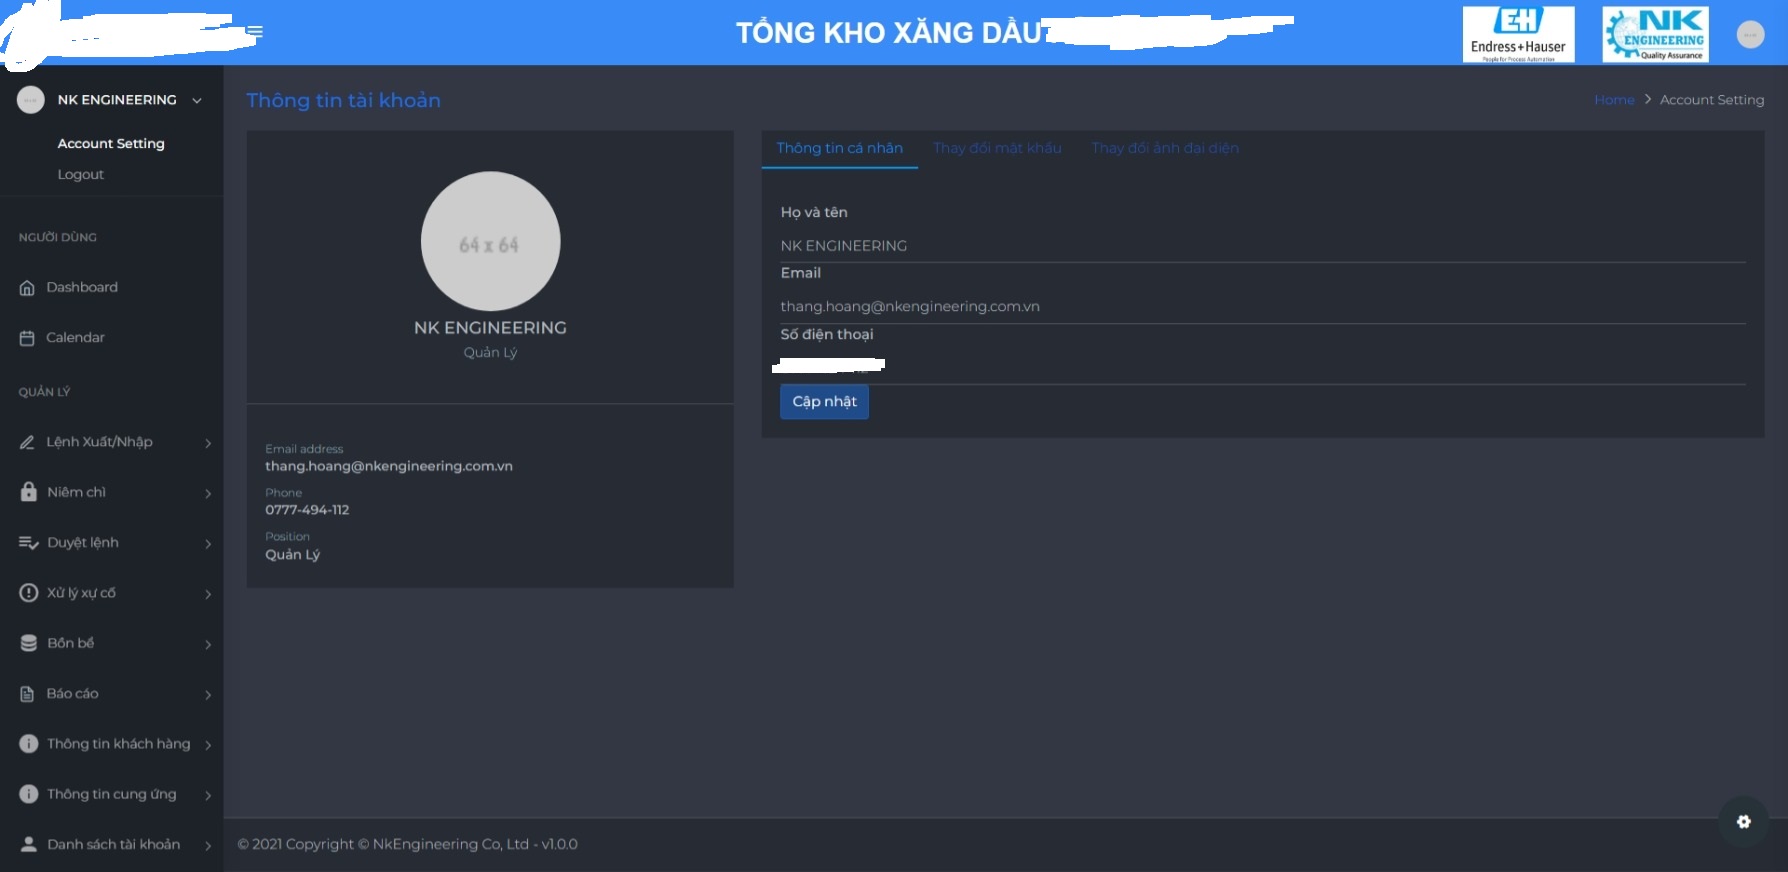 TỔNG KHO XĂNG DẦU
Endress+Hauser
People for Process Automation
NK
ENGINEERING
Quality Assurance
NK ENGINEERING
Account Setting
Logout
NGƯỜI DÙNG
Dashboard
Calendar
QUẢN LÝ
Lệnh Xuất/Nhập
Niêm chì
Duyệt lệnh
Xử lý xự cố
Bồn bể
Báo cáo
Thông tin khách hàng
Thông tin cung ứng
Danh sách tài khoản
Thông tin tài khoản
Home > Account Setting
64 x 64
NK ENGINEERING
Quản Lý
Email address
thang.hoang@nkengineering.com.vn
Phone
0777-494-112
Position
Quản Lý
Thông tin cá nhân Thay đổi mật khẩu Thay đổi ảnh đại diện
Họ và tên
NK ENGINEERING
Email
thang.hoang@nkengineering.com.vn
Số điện thoại
Cập nhật
© 2021 Copyright © NkEngineering Co, Ltd - v1.0.0